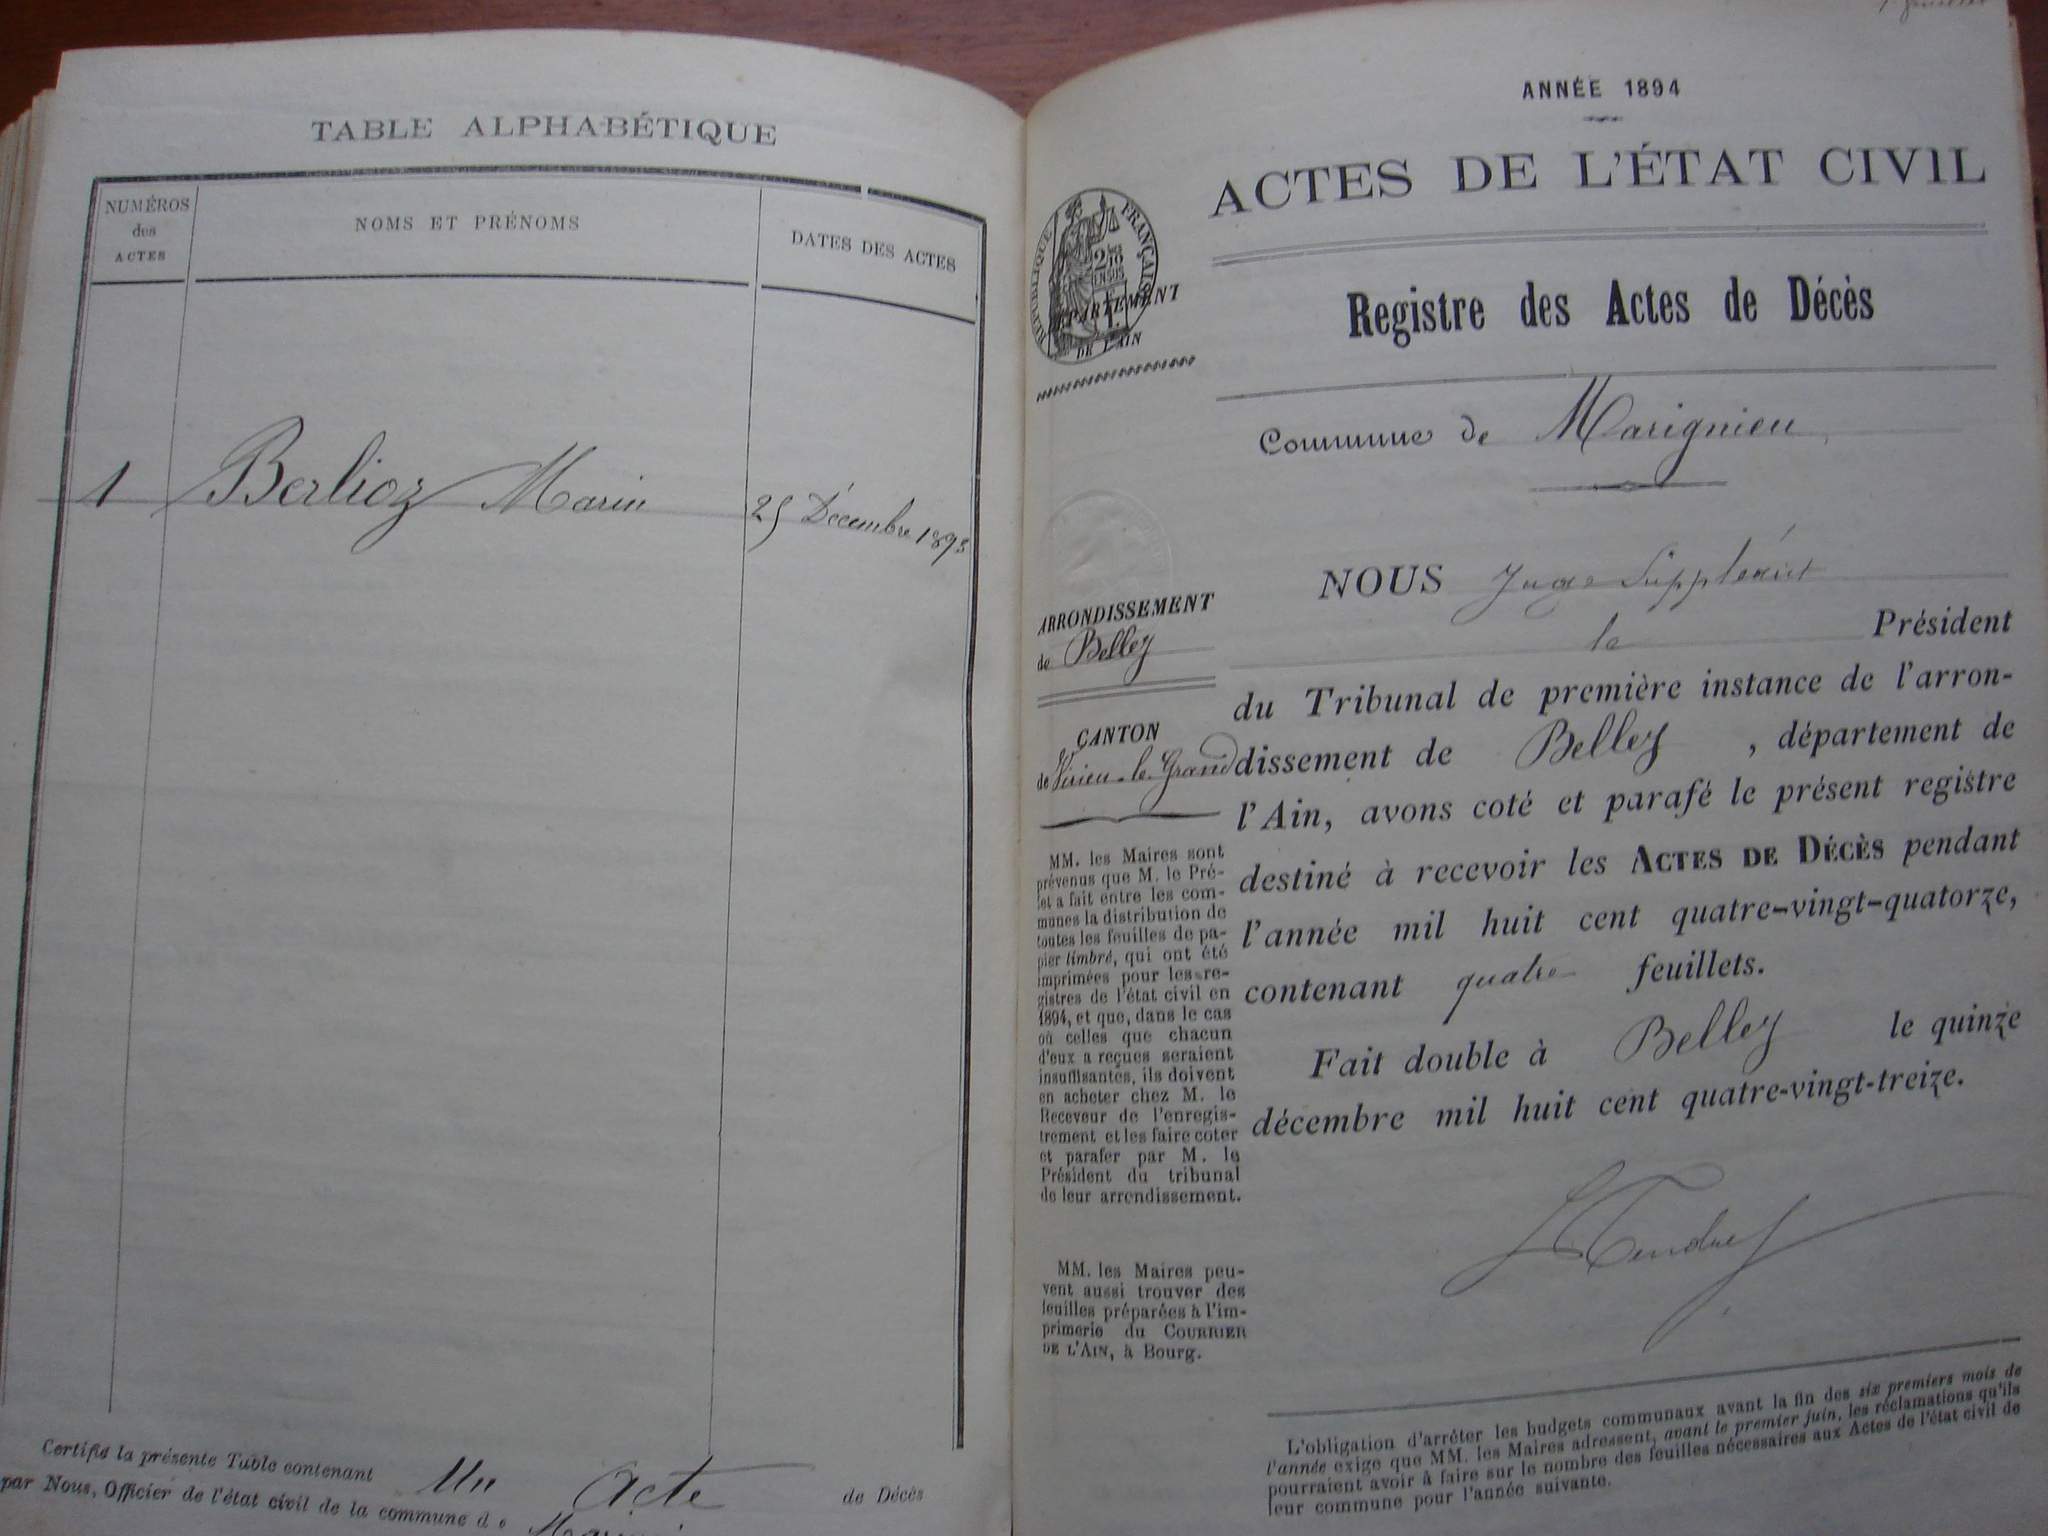 TABLE ALPHABÉTIQUE
NUMÉROS
des
ACTES
NOMS ET PRÉNOMS
DATES DES ACTES
1 Berlioz Marin 25 Décembre 1893
Certifié la présente Table contenant Un Acte de Décès
par Nous, Officier de l'état civil de la commune de
ANNÉE 1894
ACTES DE L'ÉTAT CIVIL
RÉPUBLIQUE FRANÇAISE
2 10 EN SUS
DÉPARTEMENT
DE L'AIN
Registre des Actes de Décès
Commune de Marignieu
ARRONDISSEMENT
de Belley
CANTON
de Virieu-le-Grand
MM. les Maires sont
prévenus que M. le Pré-
fet a fait entre les com-
munes la distribution de
toutes les feuilles de pa-
pier timbré, qui ont été
imprimées pour les re-
gistres de l'état civil en
1894, et que, dans le cas
où celles que chacun
d'eux a reçues seraient
insuffisantes, ils doivent
en acheter chez M. le
Receveur de l'enregis-
trement et les faire coter
et parafer par M. le
Président du tribunal
de leur arrondissement.
MM. les Maires peu-
vent aussi trouver des
feuilles préparées à l'im-
primerie du COURRIER
DE L'AIN, à Bourg.
NOUS Juge Suppléant
le Président
du Tribunal de première instance de l'arron-
dissement de Belley, département de
l'Ain, avons coté et parafé le présent registre
destiné à recevoir les ACTES DE DÉCÈS pendant
l'année mil huit cent quatre-vingt-quatorze,
contenant quatre feuillets.
Fait double à Belley le quinze
décembre mil huit cent quatre-vingt-treize.
L'obligation d'arrêter les budgets communaux avant la fin des six premiers mois de
l'année exige que MM. les Maires adressent, avant le premier juin, les réclamations qu'ils
pourraient avoir à faire sur le nombre des feuilles nécessaires aux Actes de l'état civil de
leur commune pour l'année suivante.